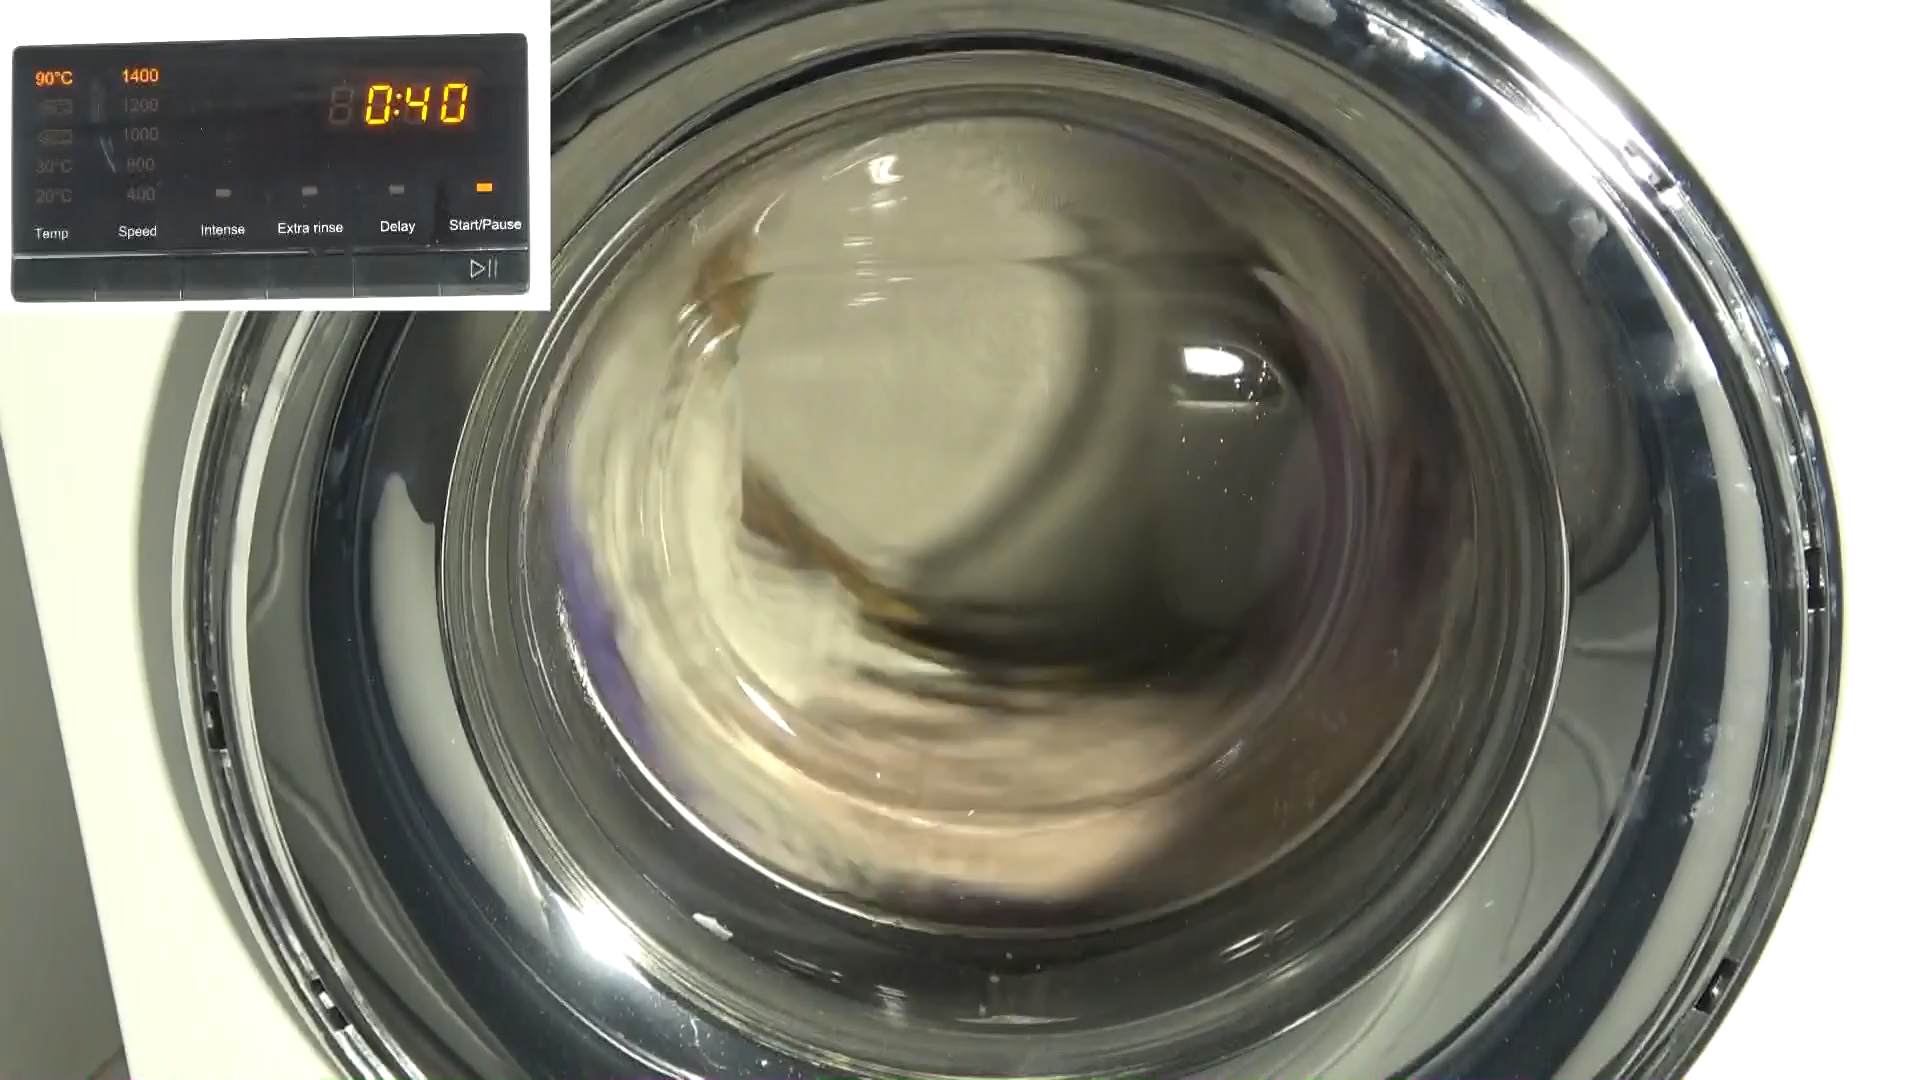 90°C 1400 0:40
1200
1000
30°C 800
20°C 400
Temp Speed Intense Extra rinse Delay Start/Pause